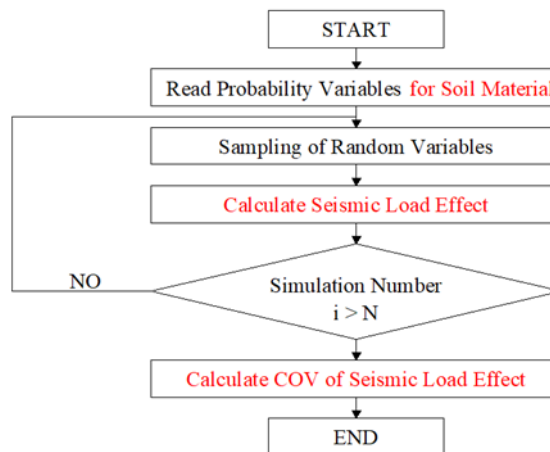 START
Read Probability Variables for Soil Material
Sampling of Random Variables
Calculate Seismic Load Effect
NO
Simulation Number
i > N
Calculate COV of Seismic Load Effect
END